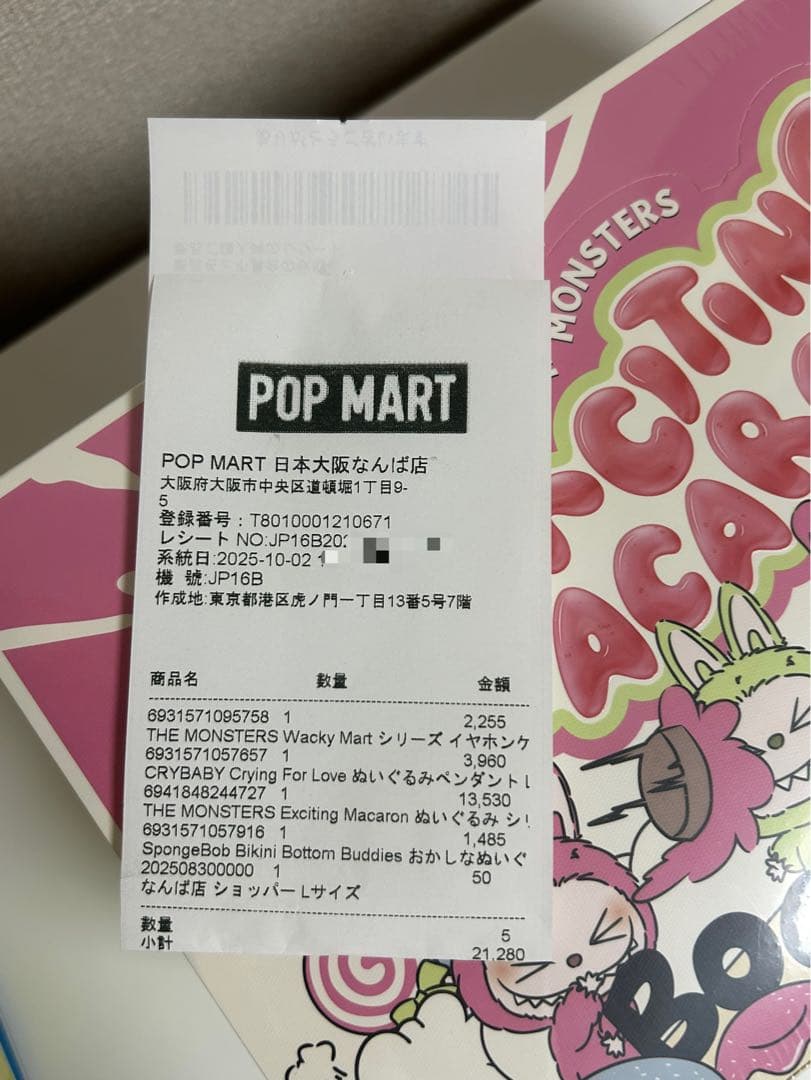 POP MART
POP MART 日本大阪なんば店
大阪府大阪市中央区道頓堀1丁目9-
5
登録番号：T8010001210671
レシート NO:JP16B202
系統日:2025-10-02 1
機 號:JP16B
作成地:東京都港区虎ノ門一丁目13番5号7階
商品名 数量 金額
6931571095758 1 2,255
THE MONSTERS Wacky Mart シリーズ イヤホンケ
6931571057657 1 3,960
CRYBABY Crying For Love ぬいぐるみペンダント
6941848244727 1 13,530
THE MONSTERS Exciting Macaron ぬいぐるみ シリ
6931571057916 1 1,485
SpongeBob Bikini Bottom Buddies おかしなぬいぐ
202508300000 1 50
なんば店 ショッパー Lサイズ
数量 5
小計 21,280
MONSTERS
CITING
ACAR
BO